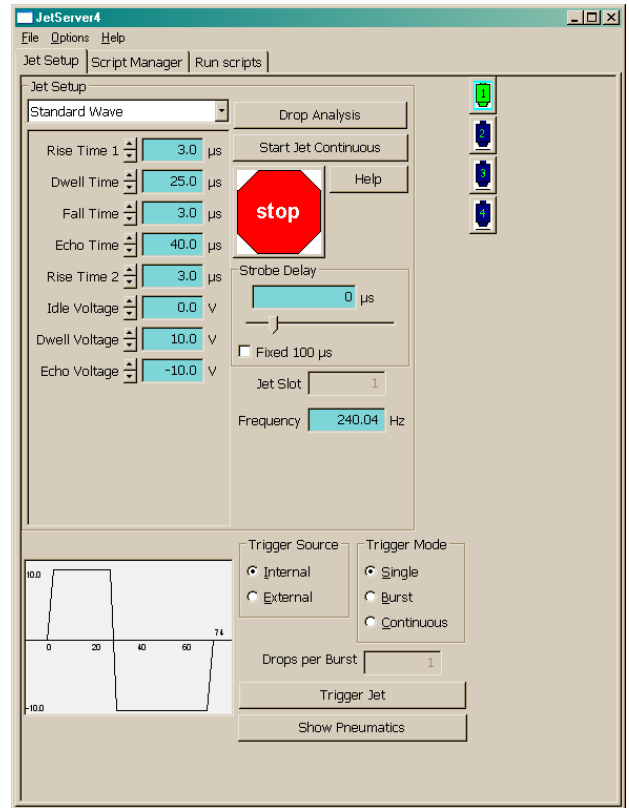 JetServer4
File Options Help
Jet Setup Script Manager Run scripts
Jet Setup
Standard Wave
Drop Analysis
Rise Time 1 3.0 µs
Start Jet Continuous
Dwell Time 25.0 µs
stop
Help
Fall Time 3.0 µs
Echo Time 40.0 µs
Rise Time 2 3.0 µs
Strobe Delay
0 µs
Idle Voltage 0.0 V
Dwell Voltage 10.0 V
Fixed 100 µs
Echo Voltage -10.0 V
Jet Slot 1
Frequency 240.04 Hz
1
2
3
4
Trigger Source
Internal
External
Trigger Mode
Single
Burst
Continuous
10.0
74
0 20 40 60
-10.0
Drops per Burst 1
Trigger Jet
Show Pneumatics